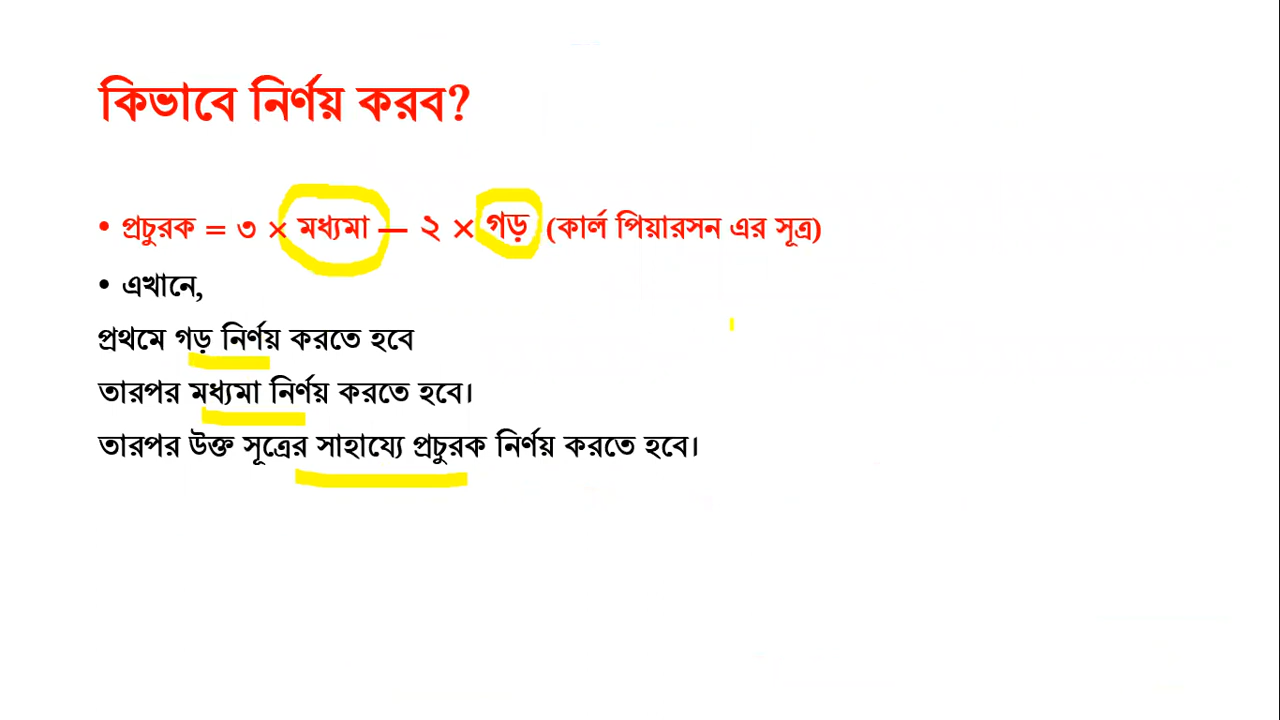 কিভাবে নির্ণয় করব?
• প্রচুরক = ৩ × মধ্যমা — ২ × গড় (কার্ল পিয়ারসন এর সূত্র)
• এখানে,
প্রথমে গড় নির্ণয় করতে হবে
তারপর মধ্যমা নির্ণয় করতে হবে।
তারপর উক্ত সূত্রের সাহায্যে প্রচুরক নির্ণয় করতে হবে।